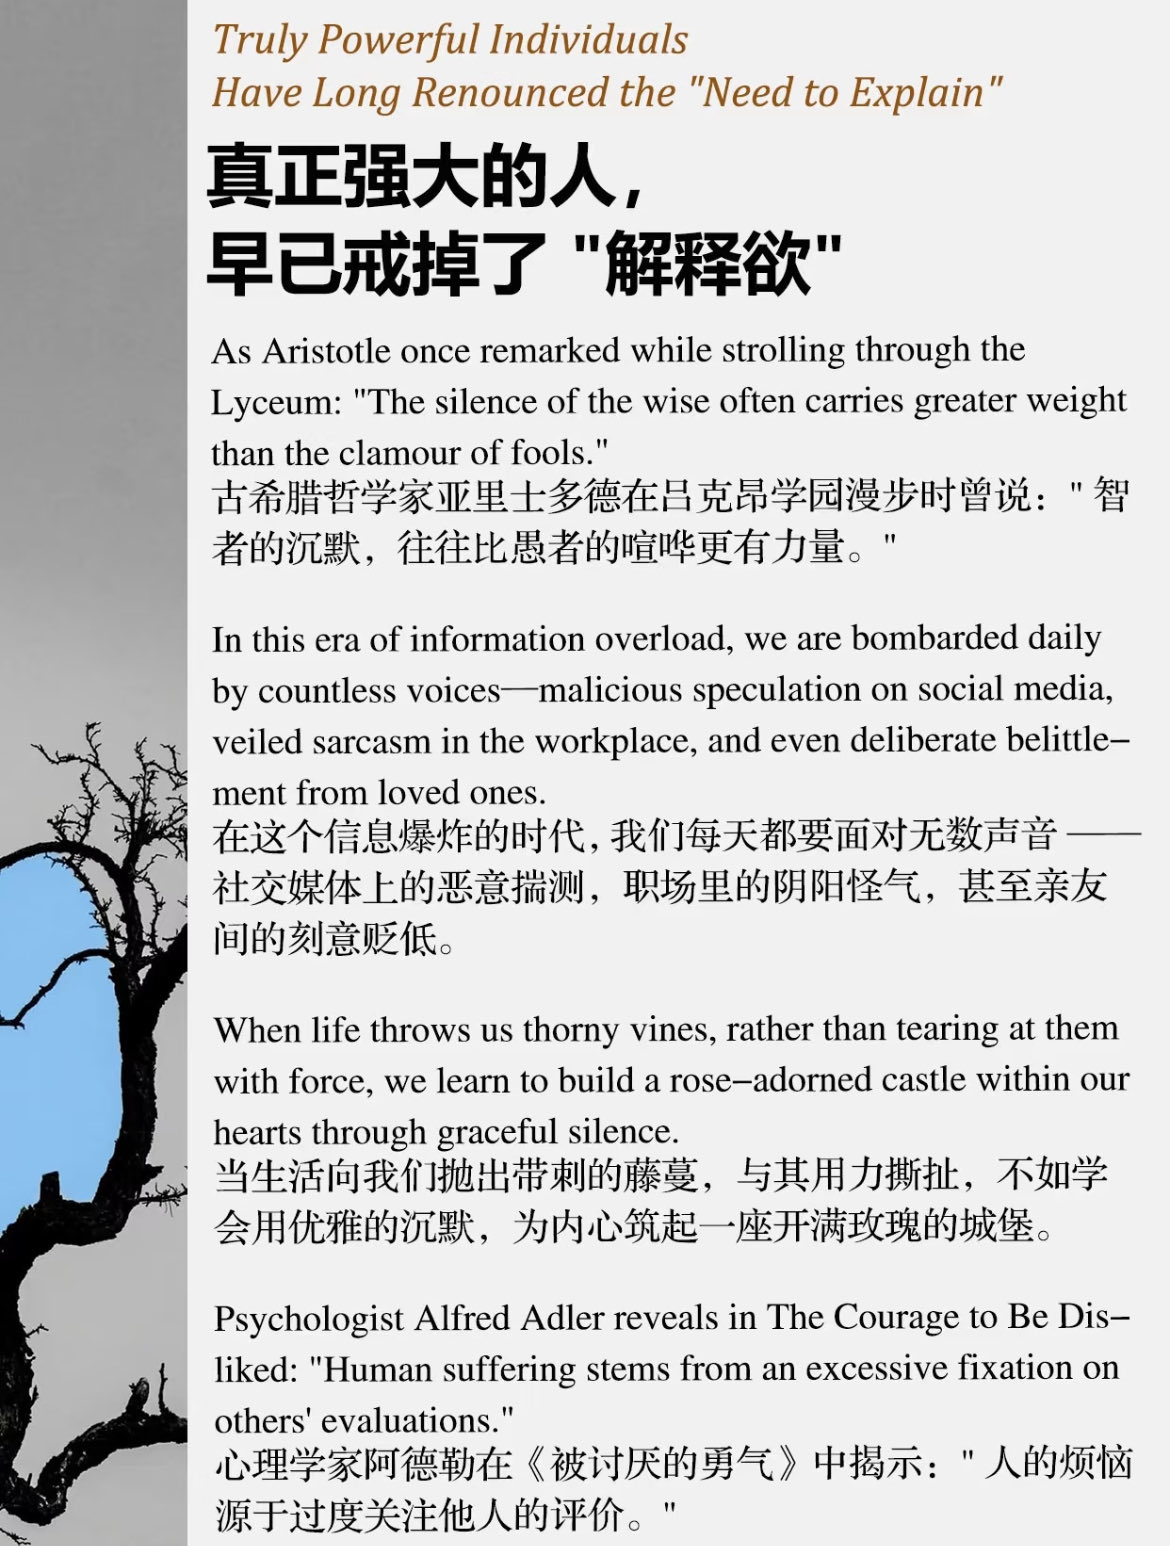 Truly Powerful Individuals
Have Long Renounced the "Need to Explain"
真正强大的人，
早已戒掉了 "解释欲"
As Aristotle once remarked while strolling through the
Lyceum: "The silence of the wise often carries greater weight
than the clamour of fools."
古希腊哲学家亚里士多德在吕克昂学园漫步时曾说：" 智
者的沉默，往往比愚者的喧哗更有力量。"
In this era of information overload, we are bombarded daily
by countless voices—malicious speculation on social media,
veiled sarcasm in the workplace, and even deliberate belittle-
ment from loved ones.
在这个信息爆炸的时代，我们每天都要面对无数声音 ——
社交媒体上的恶意揣测，职场里的阴阳怪气，甚至亲友
间的刻意贬低。
When life throws us thorny vines, rather than tearing at them
with force, we learn to build a rose-adorned castle within our
hearts through graceful silence.
当生活向我们抛出带刺的藤蔓，与其用力撕扯，不如学
会用优雅的沉默，为内心筑起一座开满玫瑰的城堡。
Psychologist Alfred Adler reveals in The Courage to Be Dis-
liked: "Human suffering stems from an excessive fixation on
others' evaluations."
心理学家阿德勒在《被讨厌的勇气》中揭示：" 人的烦恼
源于过度关注他人的评价。"